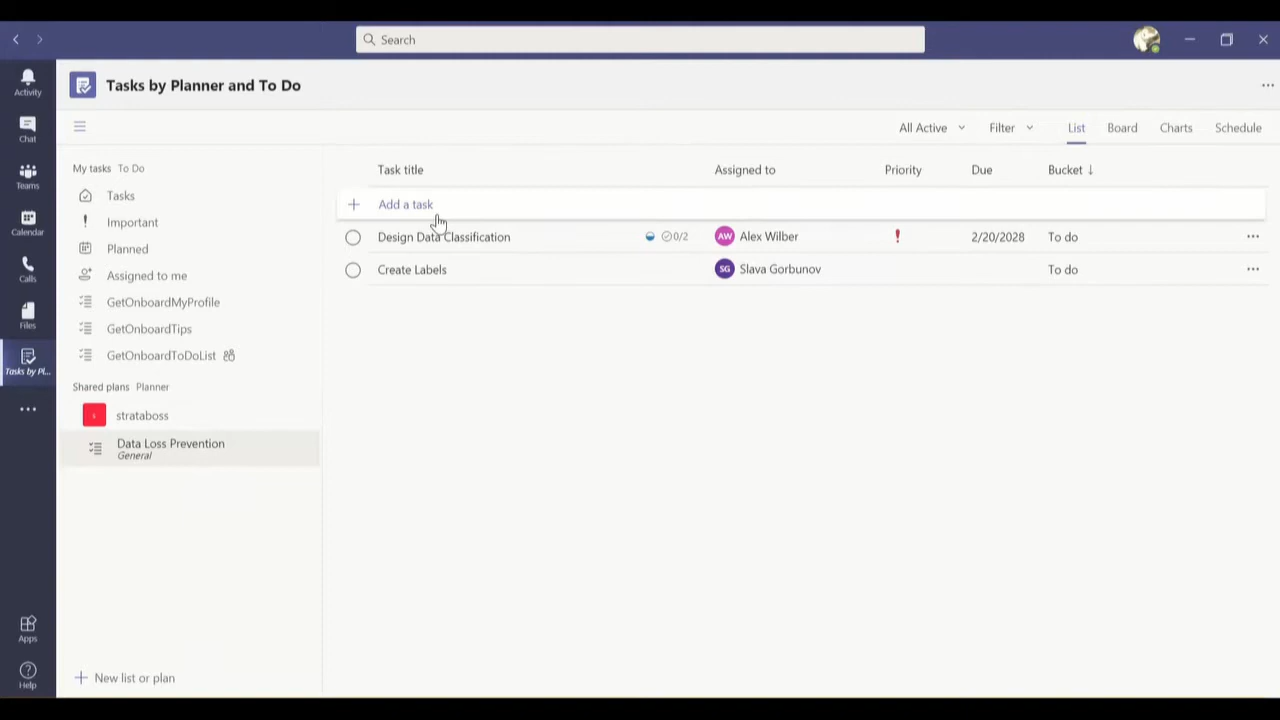 Search
Activity
Chat
Teams
Calendar
Calls
Files
Tasks by Pl...
Apps
Help
Tasks by Planner and To Do
All Active
Filter
List
Board
Charts
Schedule
My tasks To Do
Tasks
Important
Planned
Assigned to me
GetOnboardMyProfile
GetOnboardTips
GetOnboardToDoList
Shared plans Planner
strataboss
Data Loss Prevention
General
New list or plan
Task title Assigned to Priority Due Bucket ↓
Add a task
Design Data Classification 0/2 AW Alex Wilber 2/20/2028 To do
Create Labels SG Slava Gorbunov To do